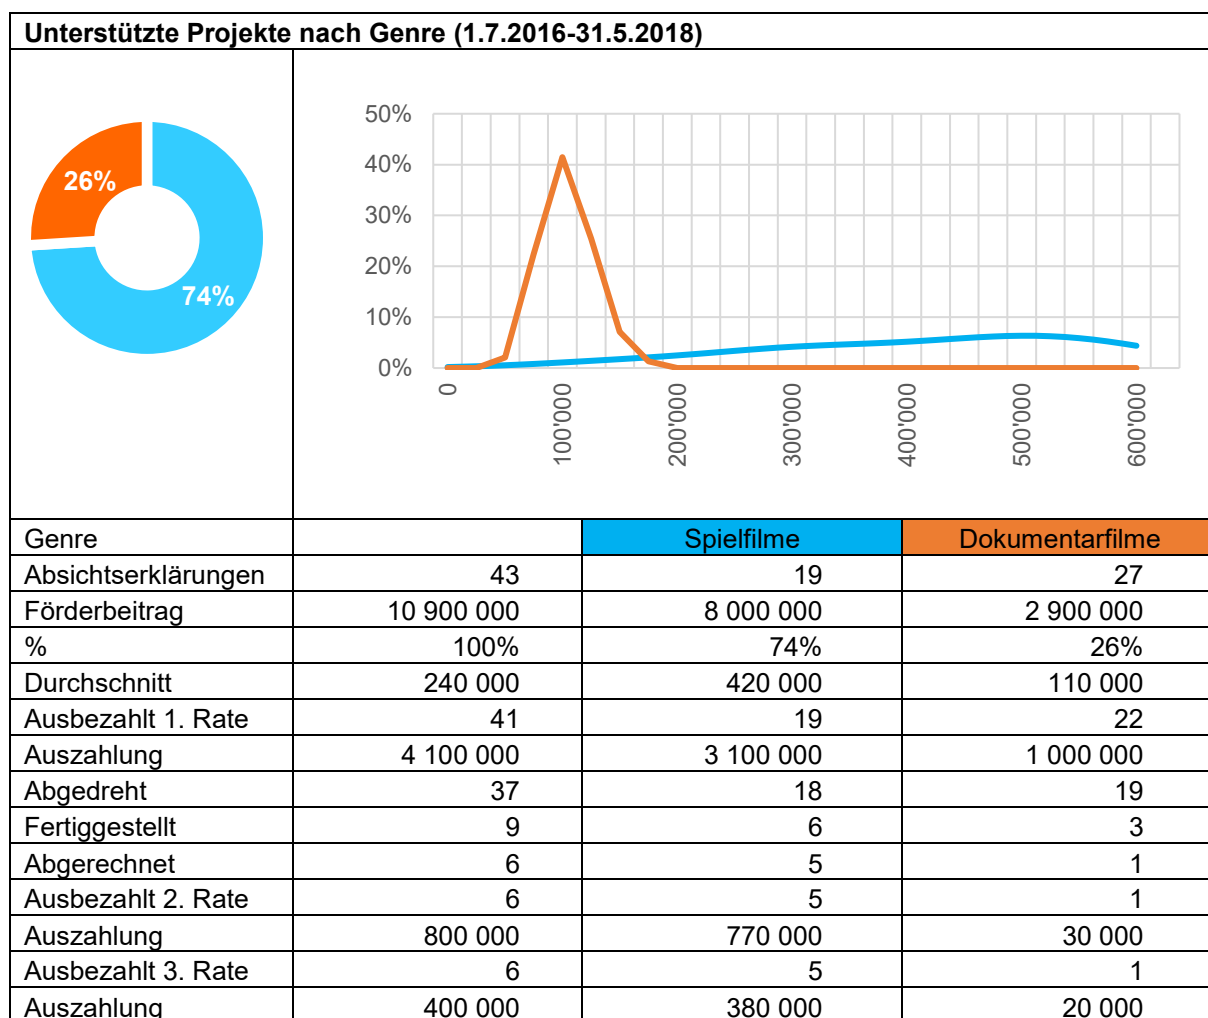 Unterstützte Projekte nach Genre (1.7.2016-31.5.2018)
26%
74%
50%
40%
30%
20%
10%
0%
0
100'000
200'000
300'000
400'000
500'000
600'000
Genre Spielfilme Dokumentarfilme
Absichtserklärungen 43 19 27
Förderbeitrag 10 900 000 8 000 000 2 900 000
% 100% 74% 26%
Durchschnitt 240 000 420 000 110 000
Ausbezahlt 1. Rate 41 19 22
Auszahlung 4 100 000 3 100 000 1 000 000
Abgedreht 37 18 19
Fertiggestellt 9 6 3
Abgerechnet 6 5 1
Ausbezahlt 2. Rate 6 5 1
Auszahlung 800 000 770 000 30 000
Ausbezahlt 3. Rate 6 5 1
Auszahlung 400 000 380 000 20 000